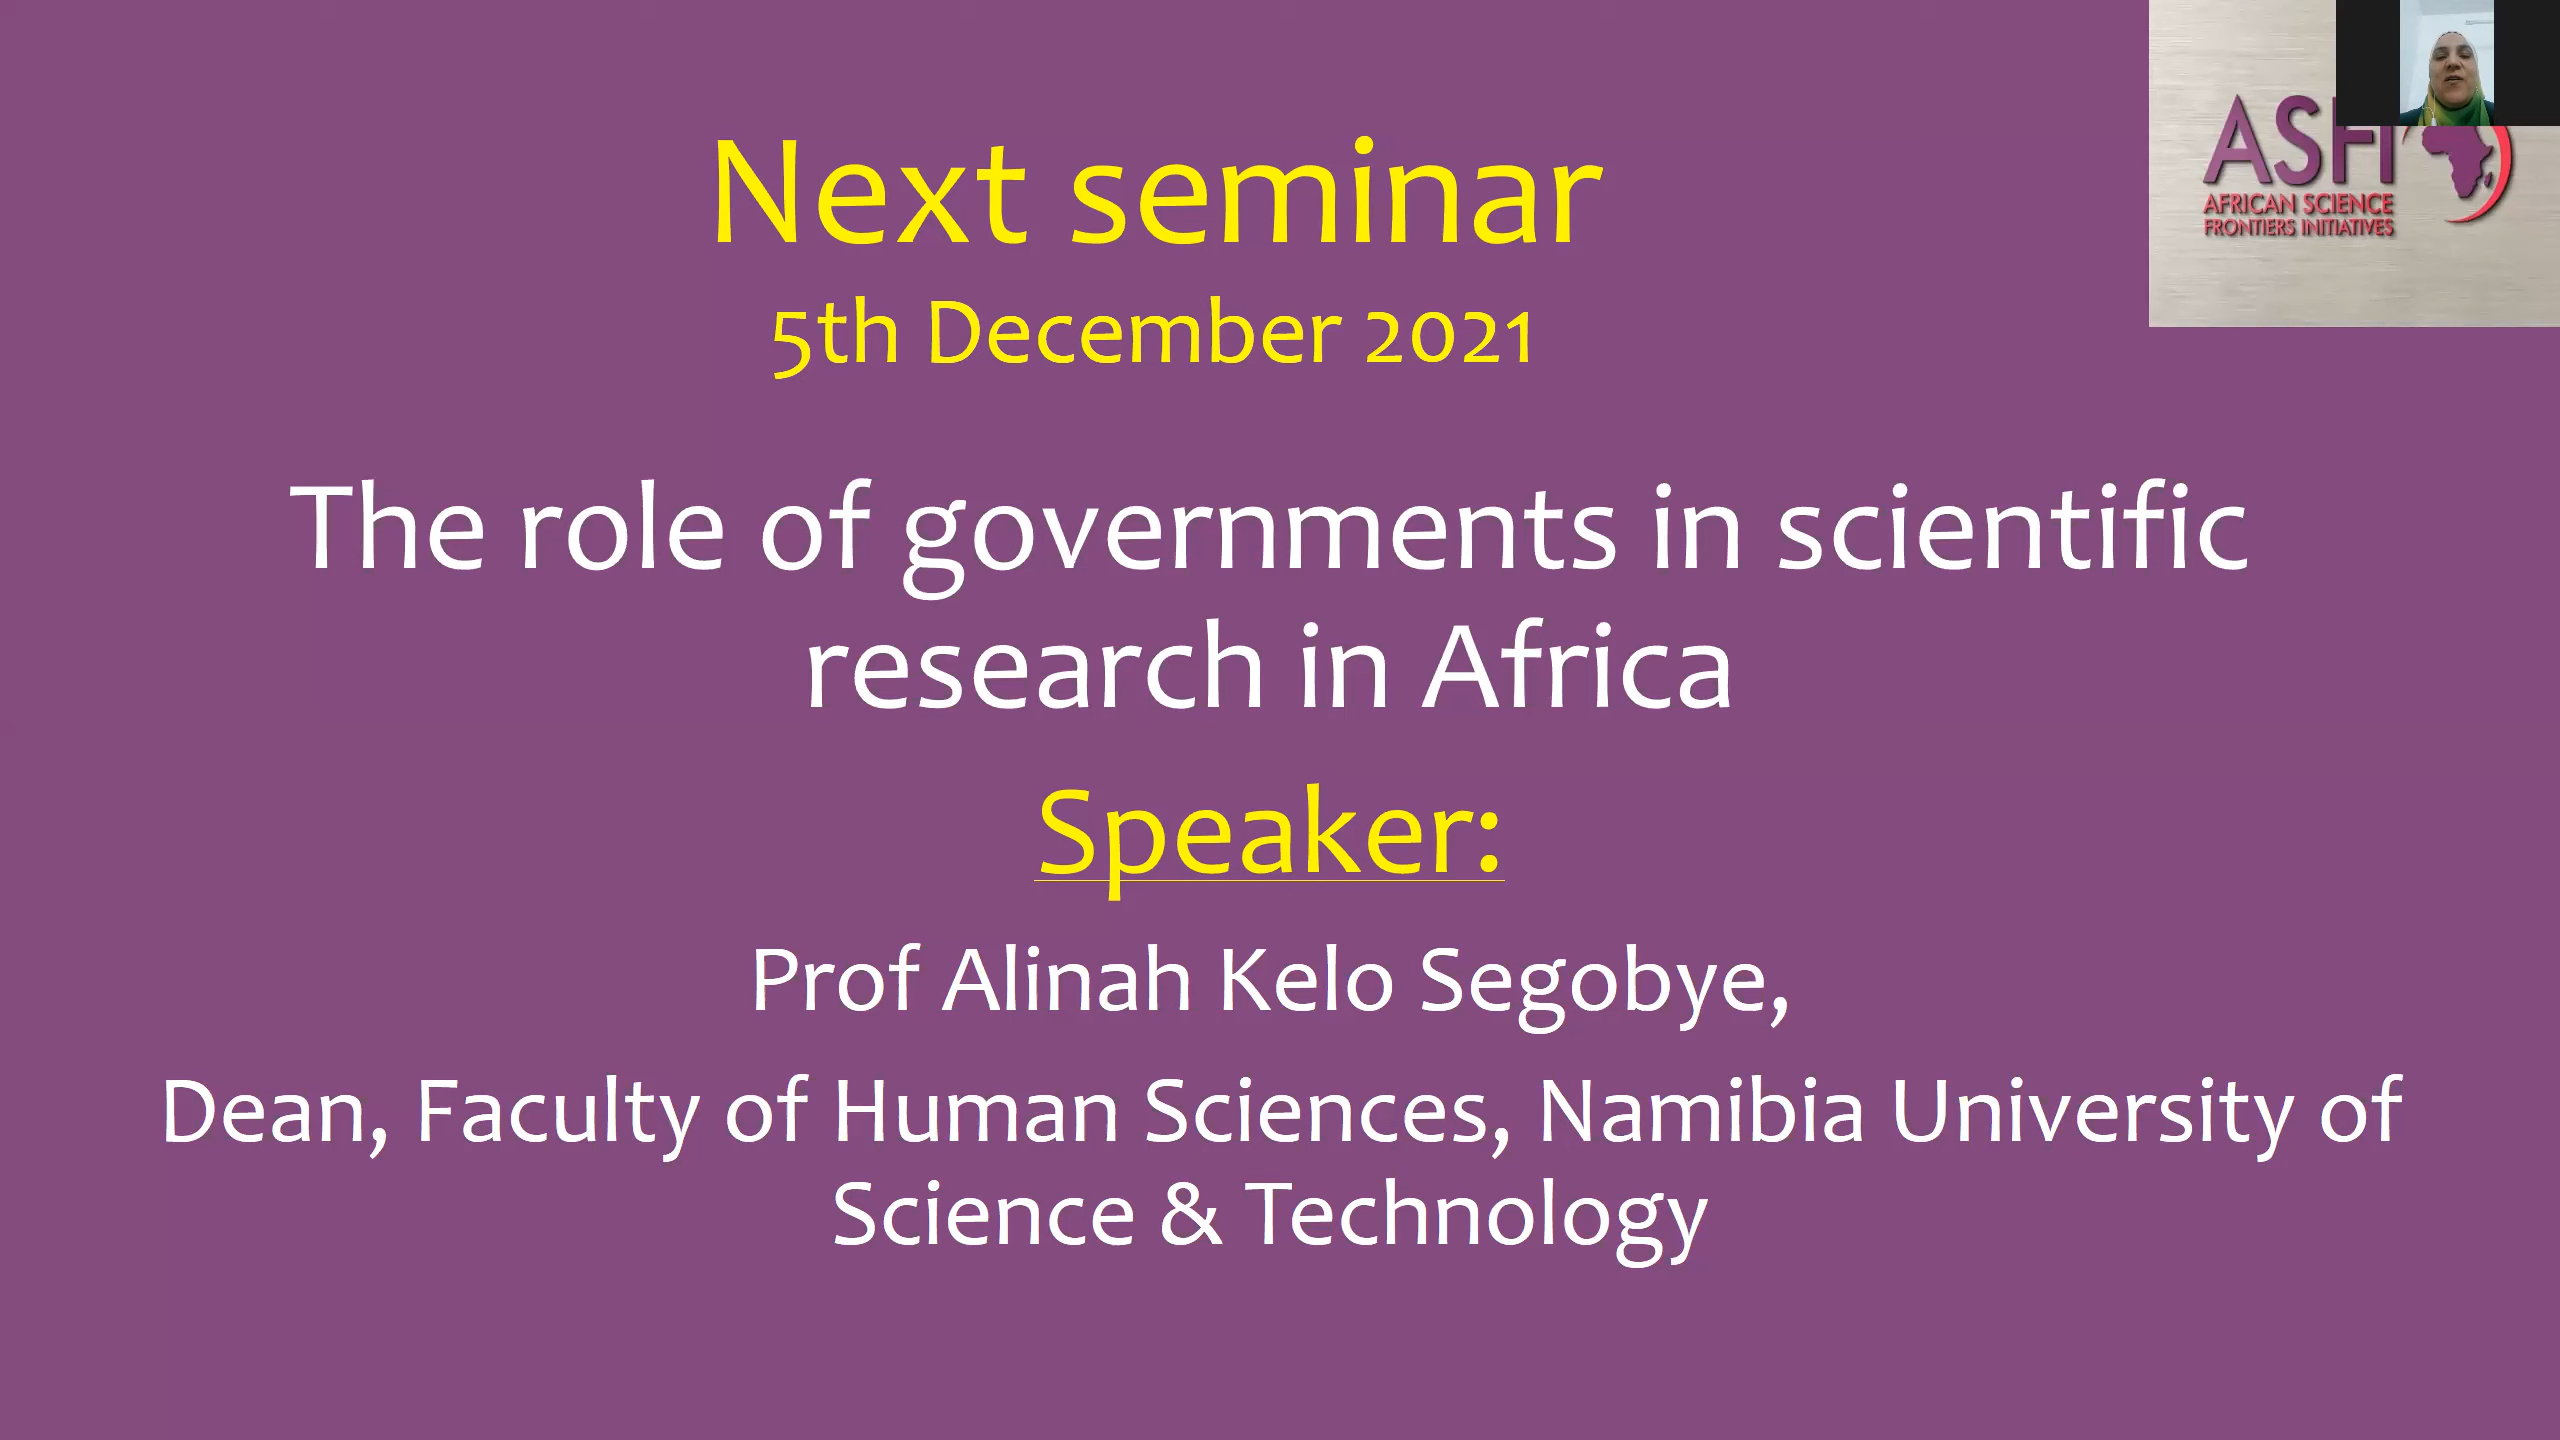 Next seminar
5th December 2021
The role of governments in scientific
research in Africa
Speaker:
Prof Alinah Kelo Segobye,
Dean, Faculty of Human Sciences, Namibia University of
Science & Technology
ASFI
AFRICAN SCIENCE
FRONTIERS INITIATIVES